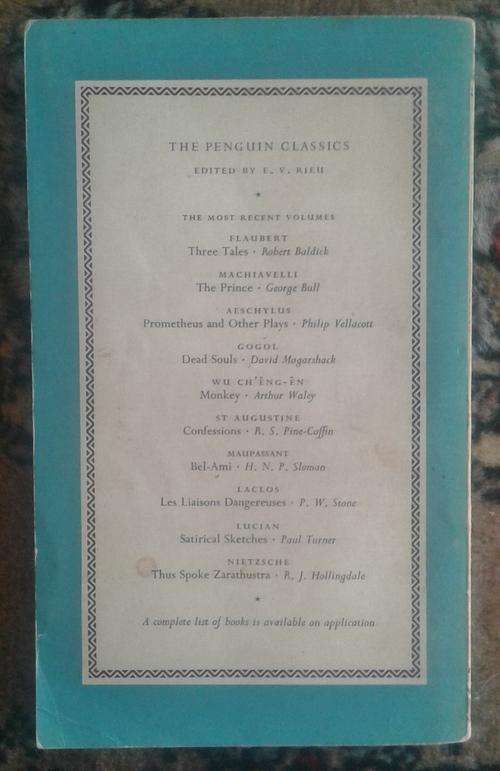 THE PENGUIN CLASSICS
EDITED BY E. V. RIEU
THE MOST RECENT VOLUMES
FLAUBERT
Three Tales · Robert Baldick
MACHIAVELLI
The Prince · George Bull
AESCHYLUS
Prometheus and Other Plays · Philip Vellacott
GOGOL
Dead Souls · David Magarshack
WU CH'ÊNG-ÊN
Monkey · Arthur Waley
ST AUGUSTINE
Confessions · R. S. Pine-Coffin
MAUPASSANT
Bel-Ami · H. N. P. Sloman
LACLOS
Les Liaisons Dangereuses · P. W. Stone
LUCIAN
Satirical Sketches · Paul Turner
NIETZSCHE
Thus Spoke Zarathustra · R. J. Hollingdale
A complete list of books is available on application